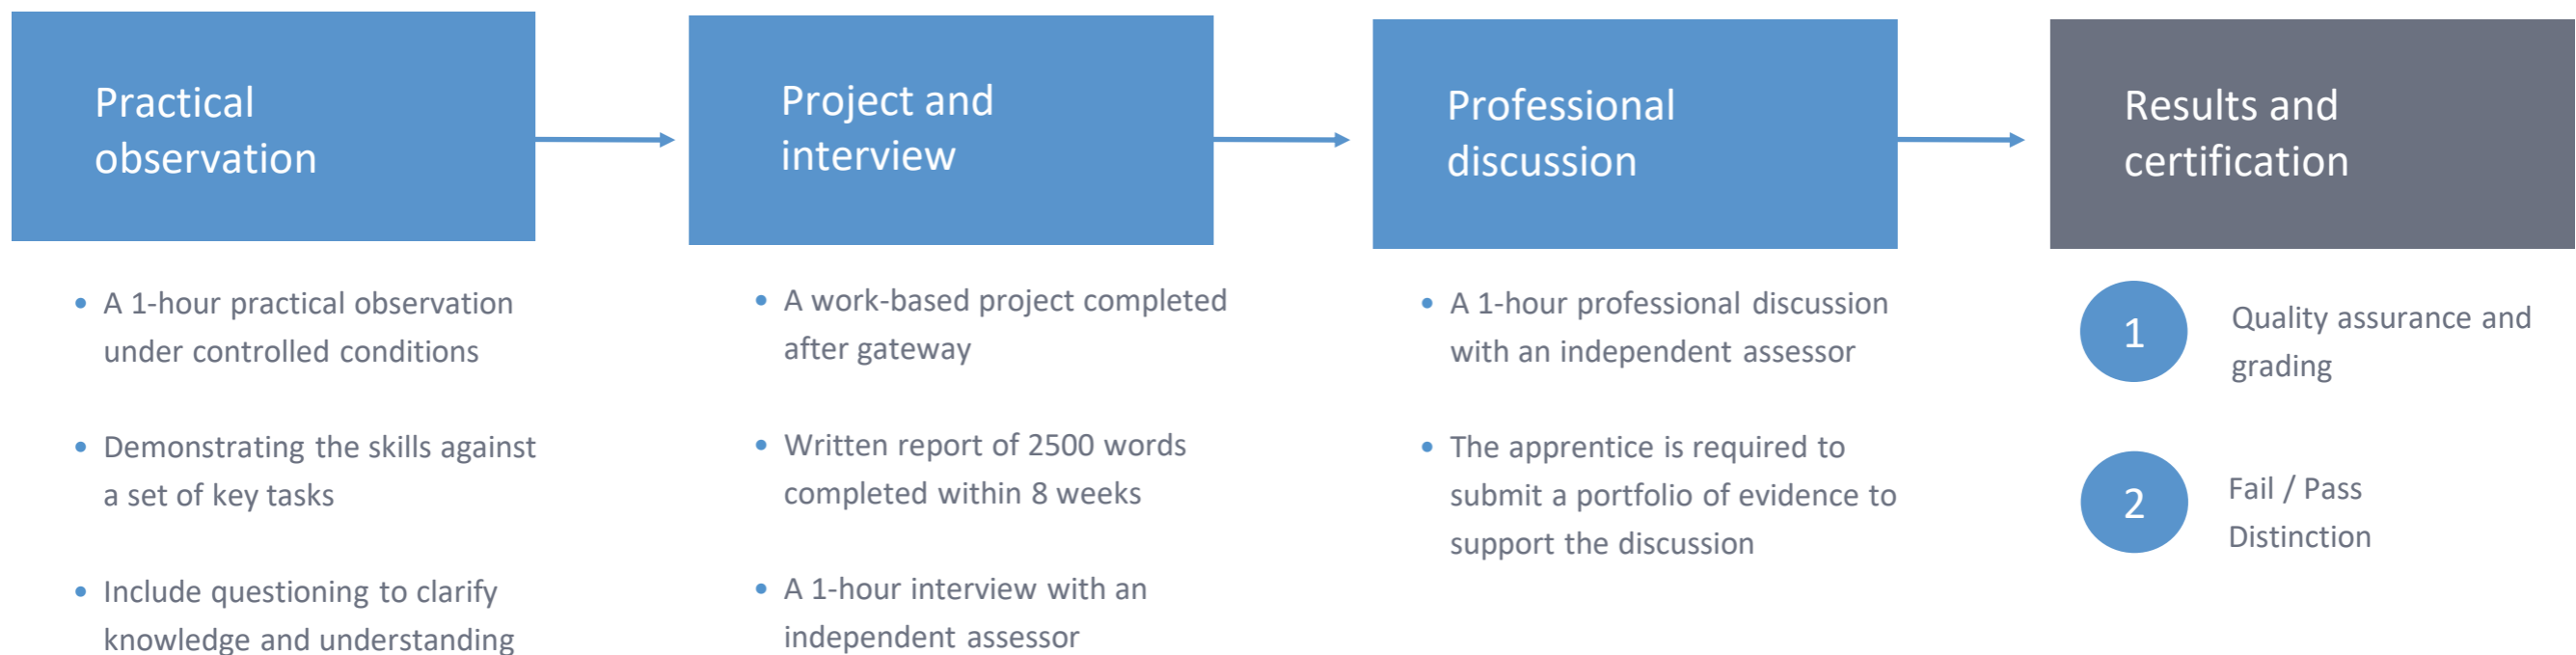 Practical
observation
Project and
interview
Professional
discussion
Results and
certification
• A 1-hour practical observation
under controlled conditions
• Demonstrating the skills against
a set of key tasks
• Include questioning to clarify
knowledge and understanding
• A work-based project completed
after gateway
• Written report of 2500 words
completed within 8 weeks
• A 1-hour interview with an
independent assessor
• A 1-hour professional discussion
with an independent assessor
• The apprentice is required to
submit a portfolio of evidence to
support the discussion
1
Quality assurance and
grading
2
Fail / Pass
Distinction